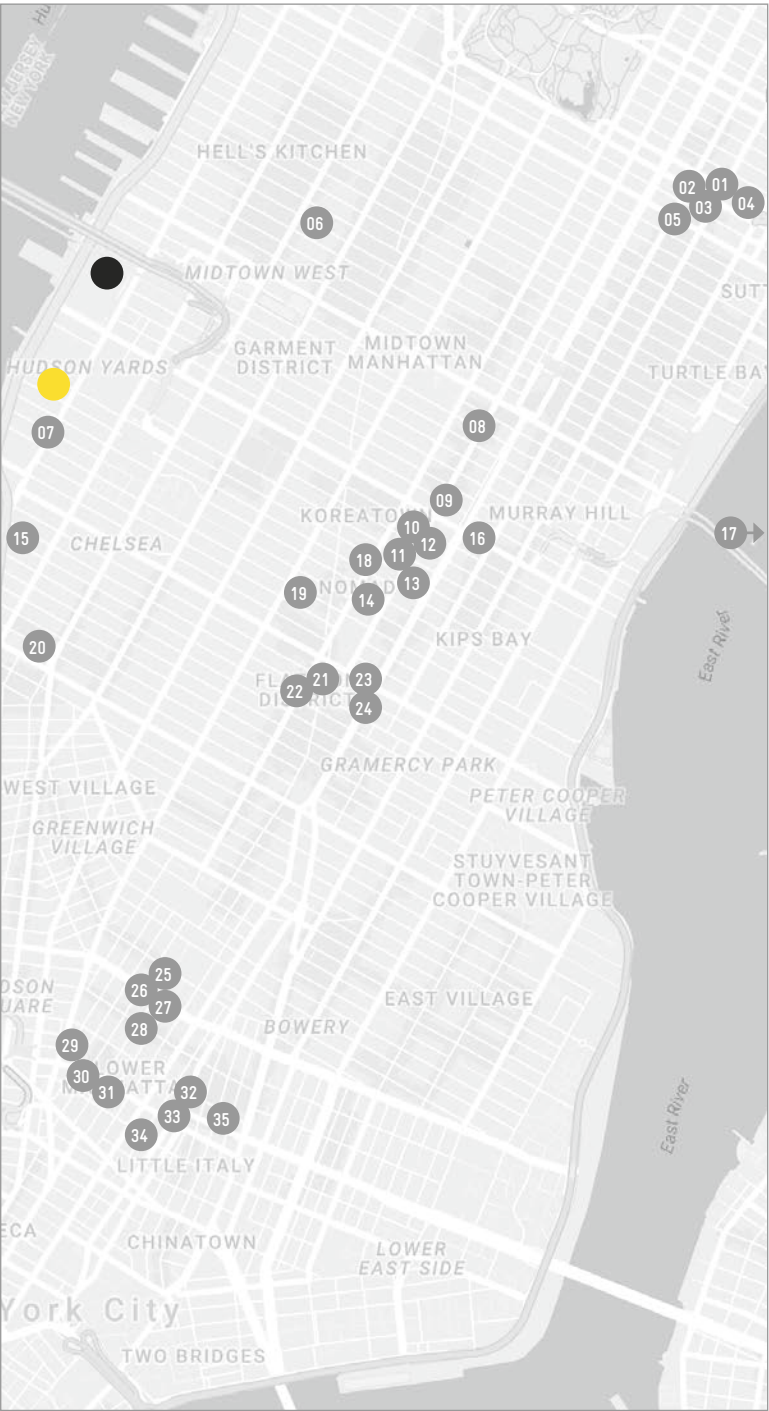 Hu
JERSEY
NEW YORK
HELL'S KITCHEN
02
01
04
03
05
06
MIDTOWN WEST
SUTT
GARMENT
DISTRICT
MIDTOWN
MANHATTAN
HUDSON YARDS
TURTLE BAY
07
08
09
KOREATOWN
MURRAY HILL
10
12
11
16
17
15
CHELSEA
18
NOMAD
13
19
14
KIPS BAY
East River
20
21
23
22
24
GRAMERCY PARK
WEST VILLAGE
PETER COOPER
VILLAGE
GREENWICH
VILLAGE
STUYVESANT
TOWN-PETER
COOPER VILLAGE
25
26
27
28
EAST VILLAGE
BOWERY
29
LOWER
30
31
32
33
35
34
LITTLE ITALY
East River
ECA
CHINATOWN
LOWER
EAST SIDE
York City
TWO BRIDGES